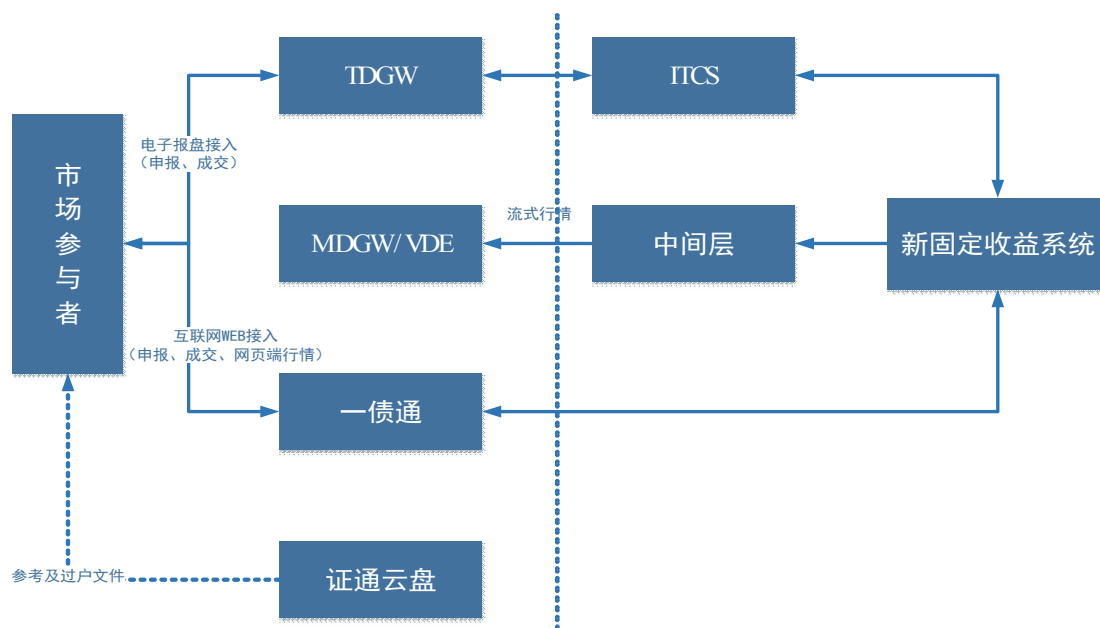 TDGW
ITCS
电子报盘接入
（申报、成交）
市
场
参
与
者
流式行情
MDGW/VDE
中间层
新固定收益系统
互联网WEB接入
（申报、成交、网页端行情）
一债通
参考及过户文件
证通云盘